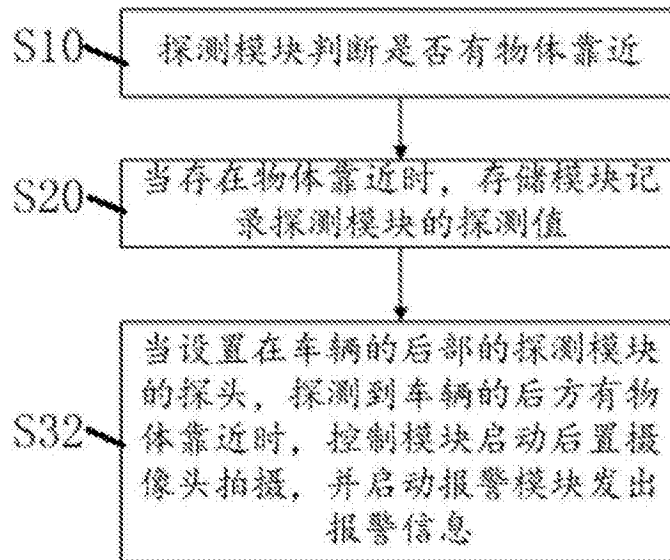 S10
探测模块判断是否有物体靠近
S20
当存在物体靠近时，存储模块记
录探测模块的探测值
S32
当设置在车辆的后部的探测模块
的探头，探测到车辆的后方有物
体靠近时，控制模块启动后置摄
像头拍摄，并启动报警模块发出
报警信息